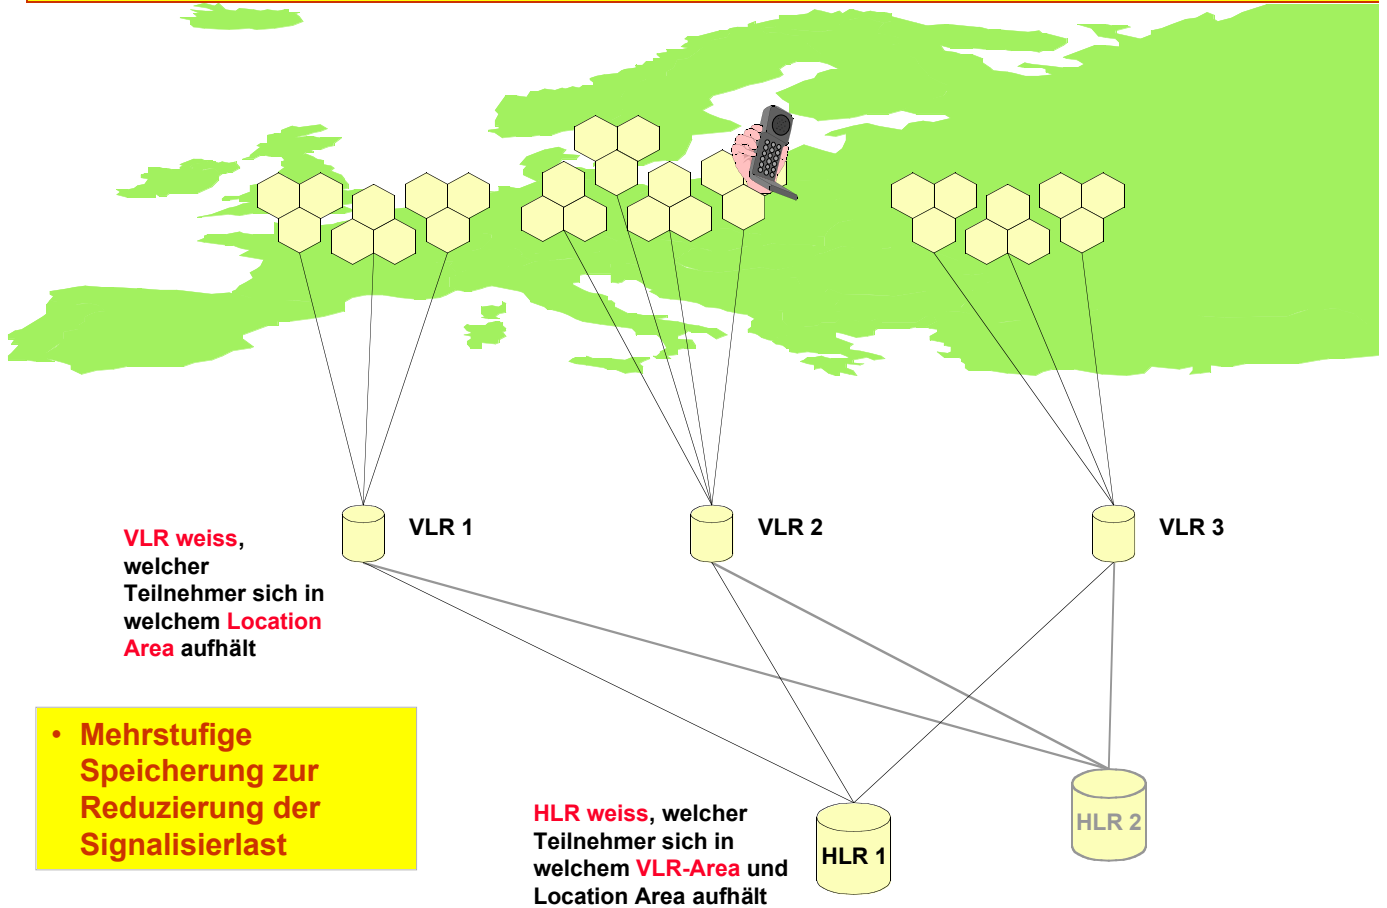 VLR 1
VLR 2
VLR 3
VLR weiss,
welcher
Teilnehmer sich in
welchem Location
Area aufhält
• Mehrstufige
Speicherung zur
Reduzierung der
Signalisierlast
HLR weiss, welcher
Teilnehmer sich in
welchem VLR-Area und
Location Area aufhält
HLR 1
HLR 2